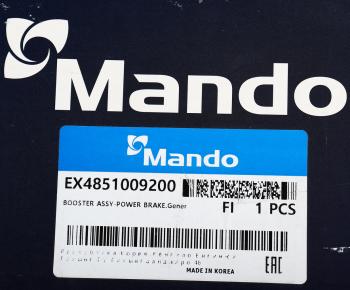 Mando
Mando
EX4851009200
BOOSTER ASSY-POWER BRAKE.Gener
FI 1 PCS
MADE IN KOREA
EAC